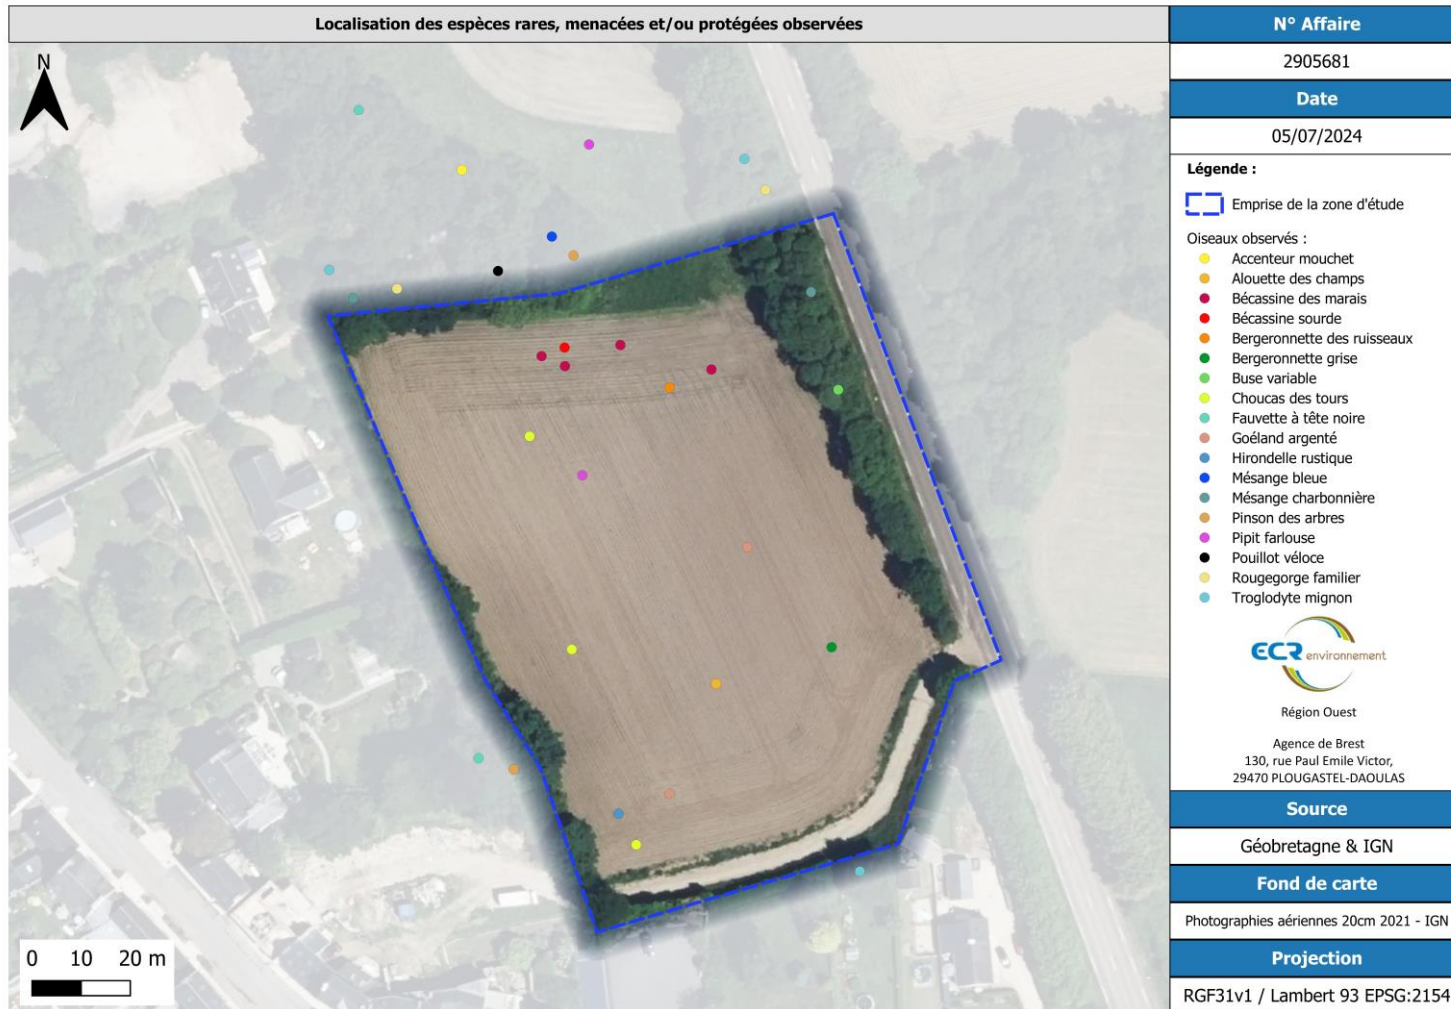 Localisation des espèces rares, menacées et/ou protégées observées
N
0 10 20 m
N° Affaire
2905681
Date
05/07/2024
Légende :
Emprise de la zone d'étude
Oiseaux observés :
Accenteur mouchet
Alouette des champs
Bécassine des marais
Bécassine sourde
Bergeronnette des ruisseaux
Bergeronnette grise
Buse variable
Choucas des tours
Fauvette à tête noire
Goéland argenté
Hirondelle rustique
Mésange bleue
Mésange charbonnière
Pinson des arbres
Pipit farlouse
Pouillot véloce
Rougegorge familier
Troglodyte mignon
ECR environnement
Région Ouest
Agence de Brest
130, rue Paul Emile Victor,
29470 PLOUGASTEL-DAOULAS
Source
Géobretagne & IGN
Fond de carte
Photographies aériennes 20cm 2021 - IGN
Projection
RGF31v1 / Lambert 93 EPSG:2154